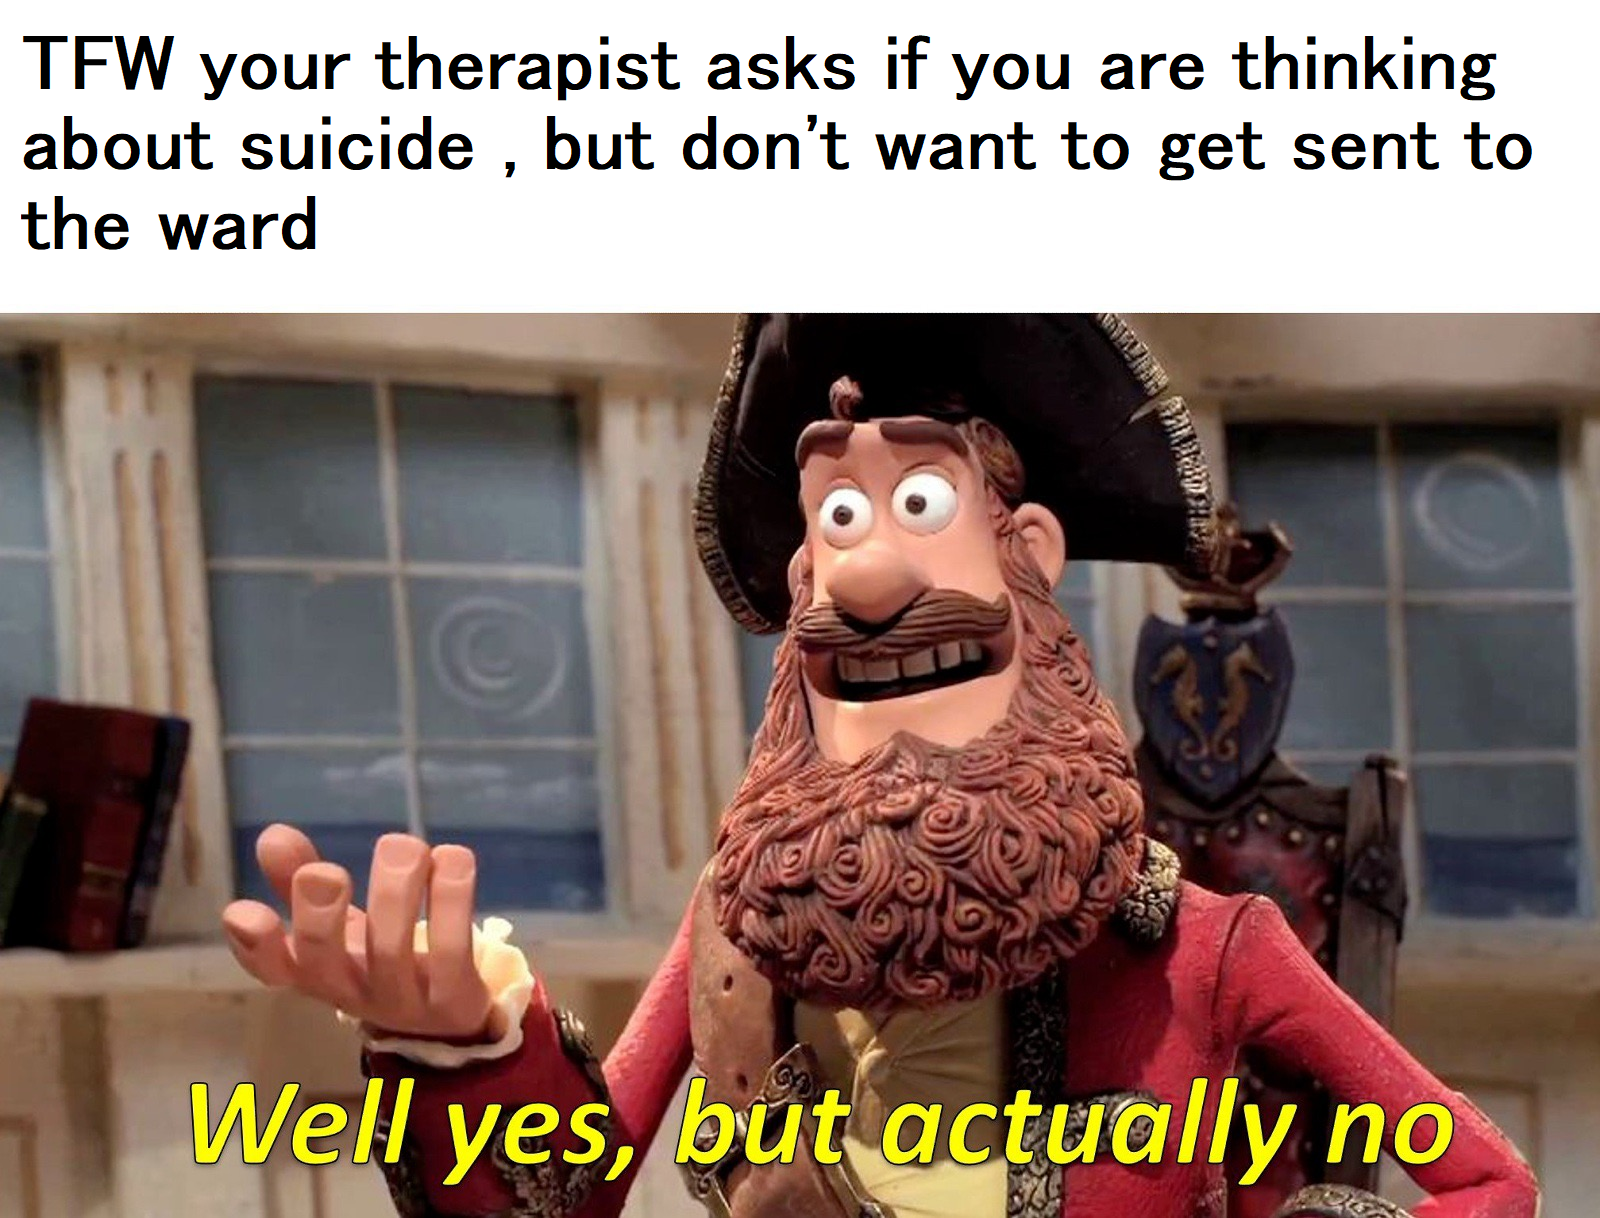 TFW your therapist asks if you are thinking
about suicide , but don't want to get sent to
the ward
Well yes, but actually no